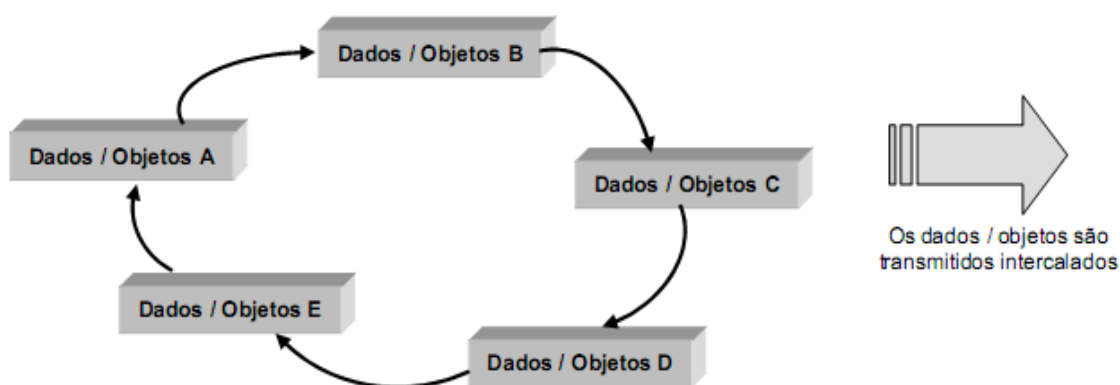 Dados / Objetos B
Dados / Objetos A
Dados / Objetos C
Dados / Objetos E
Dados / Objetos D
Os dados / objetos são
transmitidos intercalados